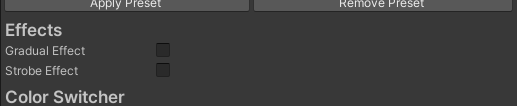 Apply Preset Remove Preset
Effects
Gradual Effect
Strobe Effect
Color Switcher